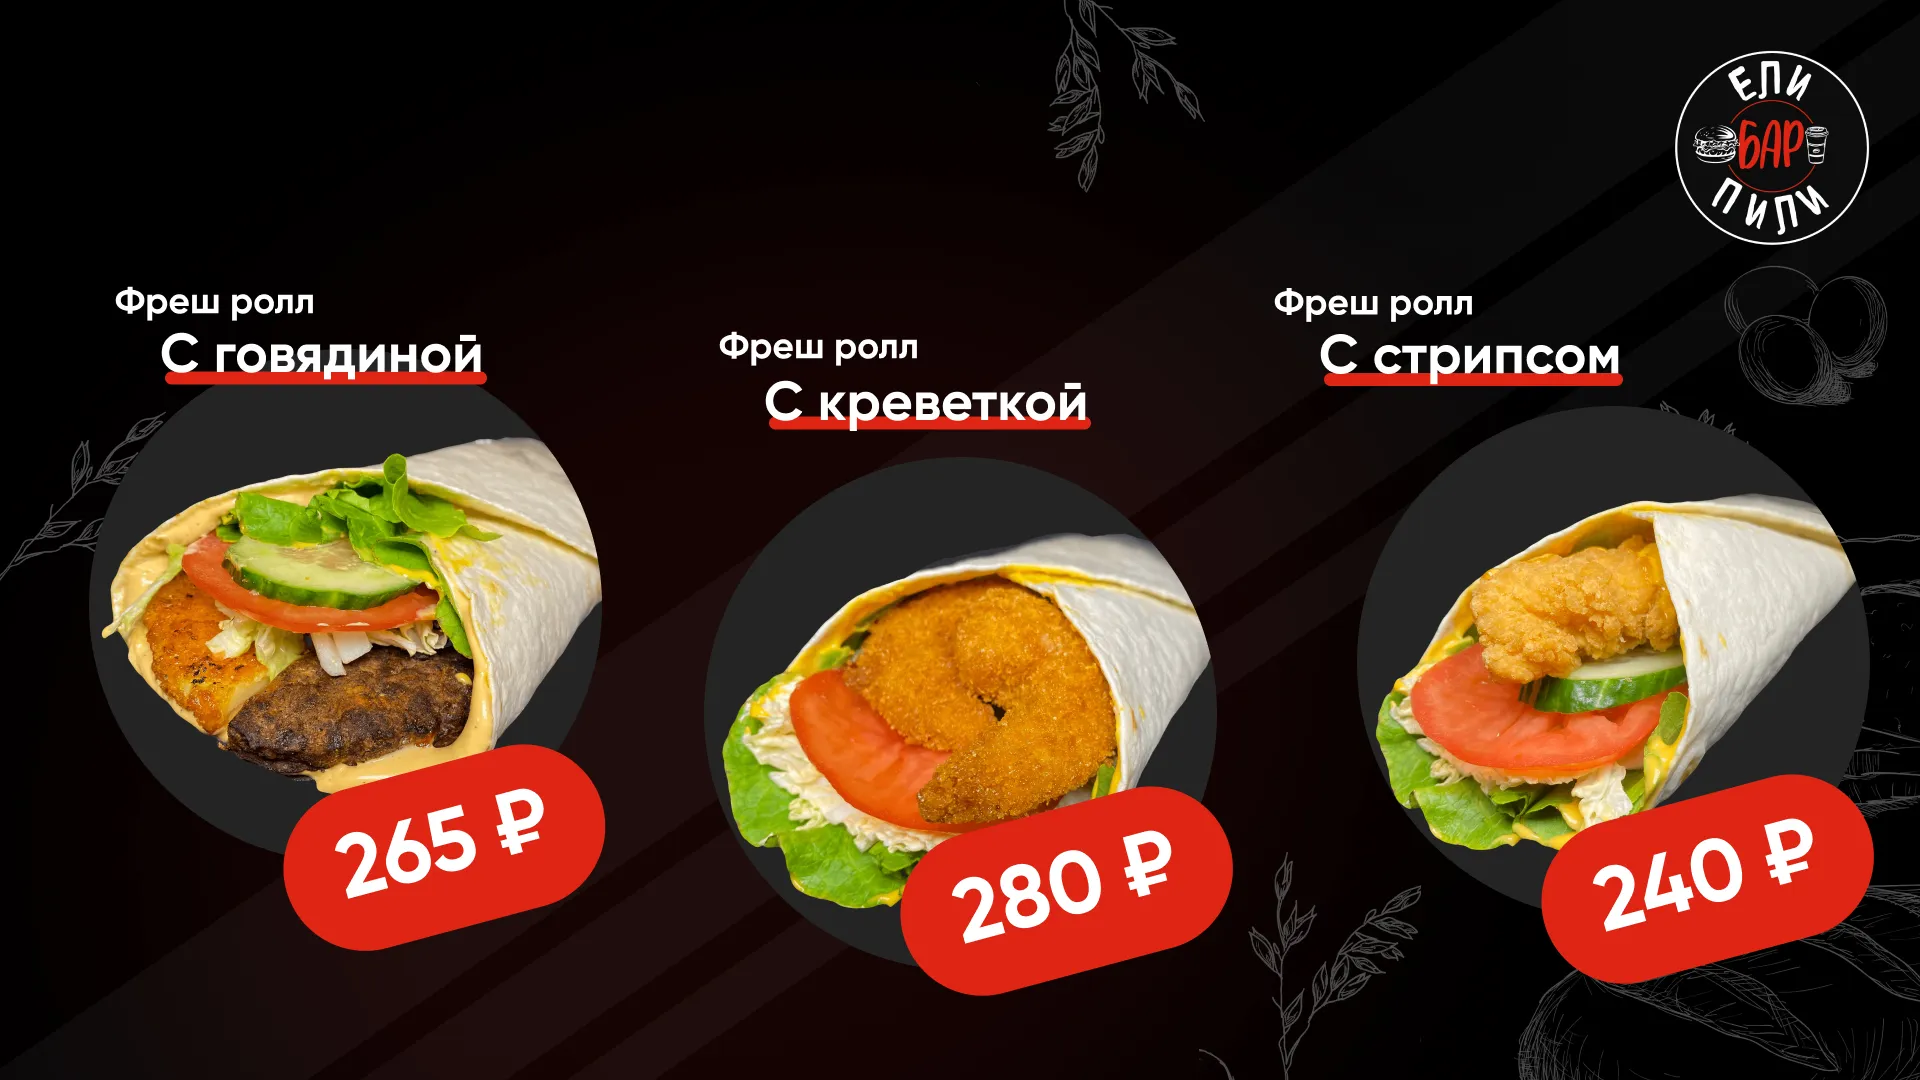 ЕЛИ
БАР
ПИЛИ
Фреш ролл
С говядиной
265 ₽
Фреш ролл
С креветкой
280 ₽
Фреш ролл
С стрипсом
240 ₽